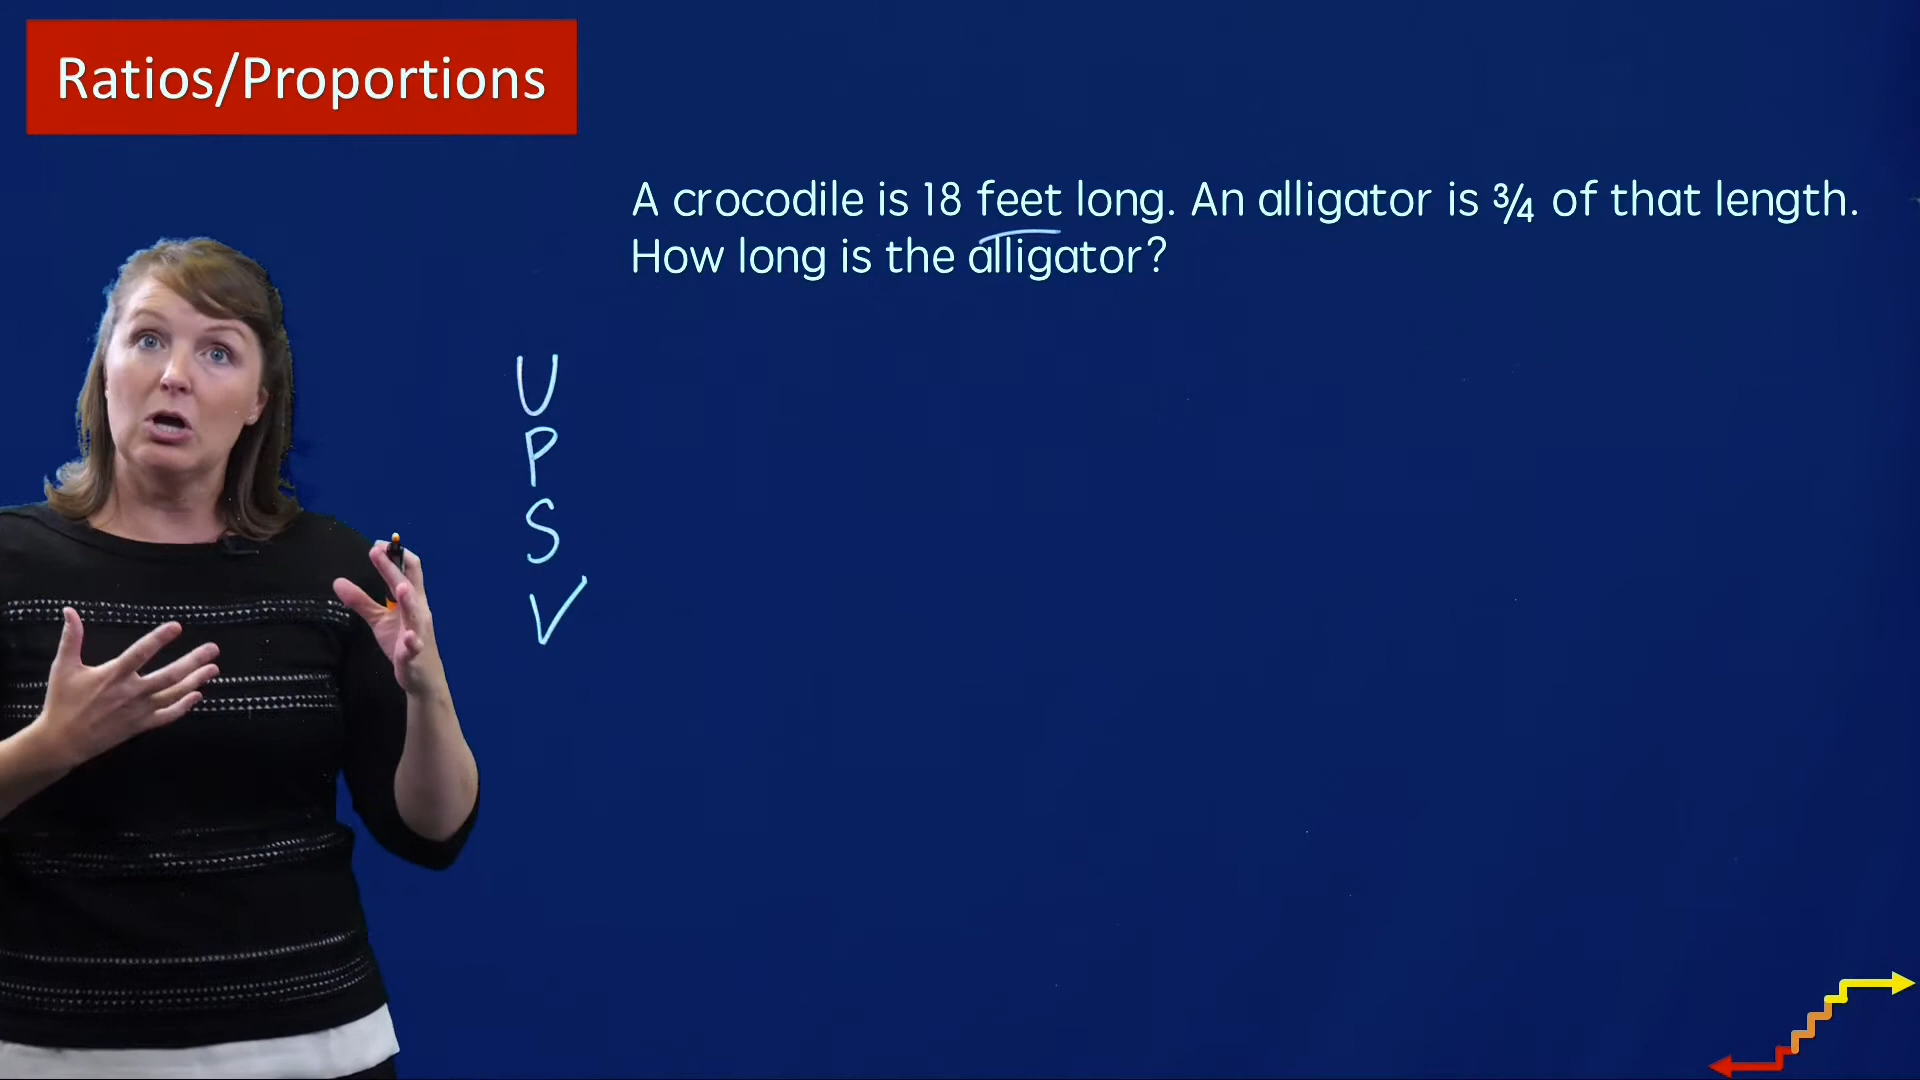 Ratios/Proportions
A crocodile is 18 feet long. An alligator is ¾ of that length.
How long is the alligator?
U
P
S
V